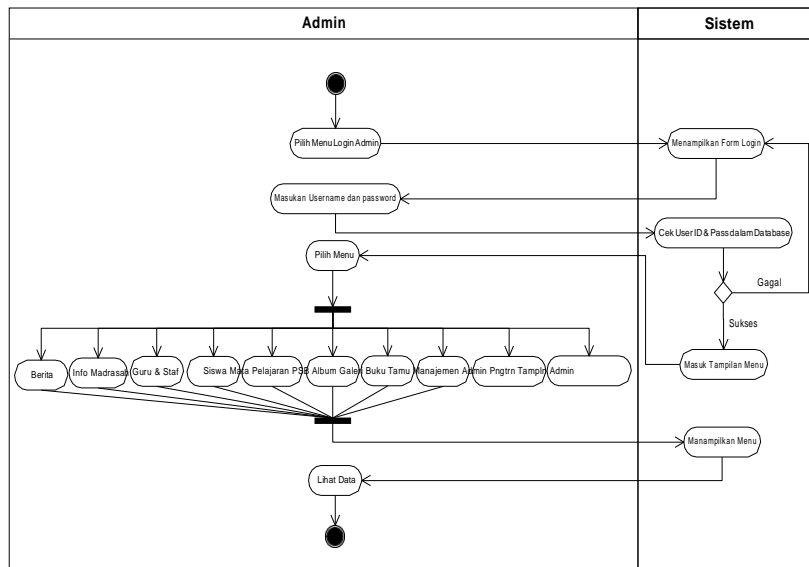 Admin
Sistem
Pilih Menu Login Admin
Menampilkan Form Login
Masukan Username dan password
Cek User ID & Pass dalam Database
Pilih Menu
Gagal
Sukses
Masuk Tampilan Menu
Berita
Info Madrasah
Guru & Staf
Siswa
Mata Pelajaran
PSB
Album Galeri
Buku Tamu
Manajemen Admin
Pngtrn Tampln Admin
Manampilkan Menu
Lihat Data